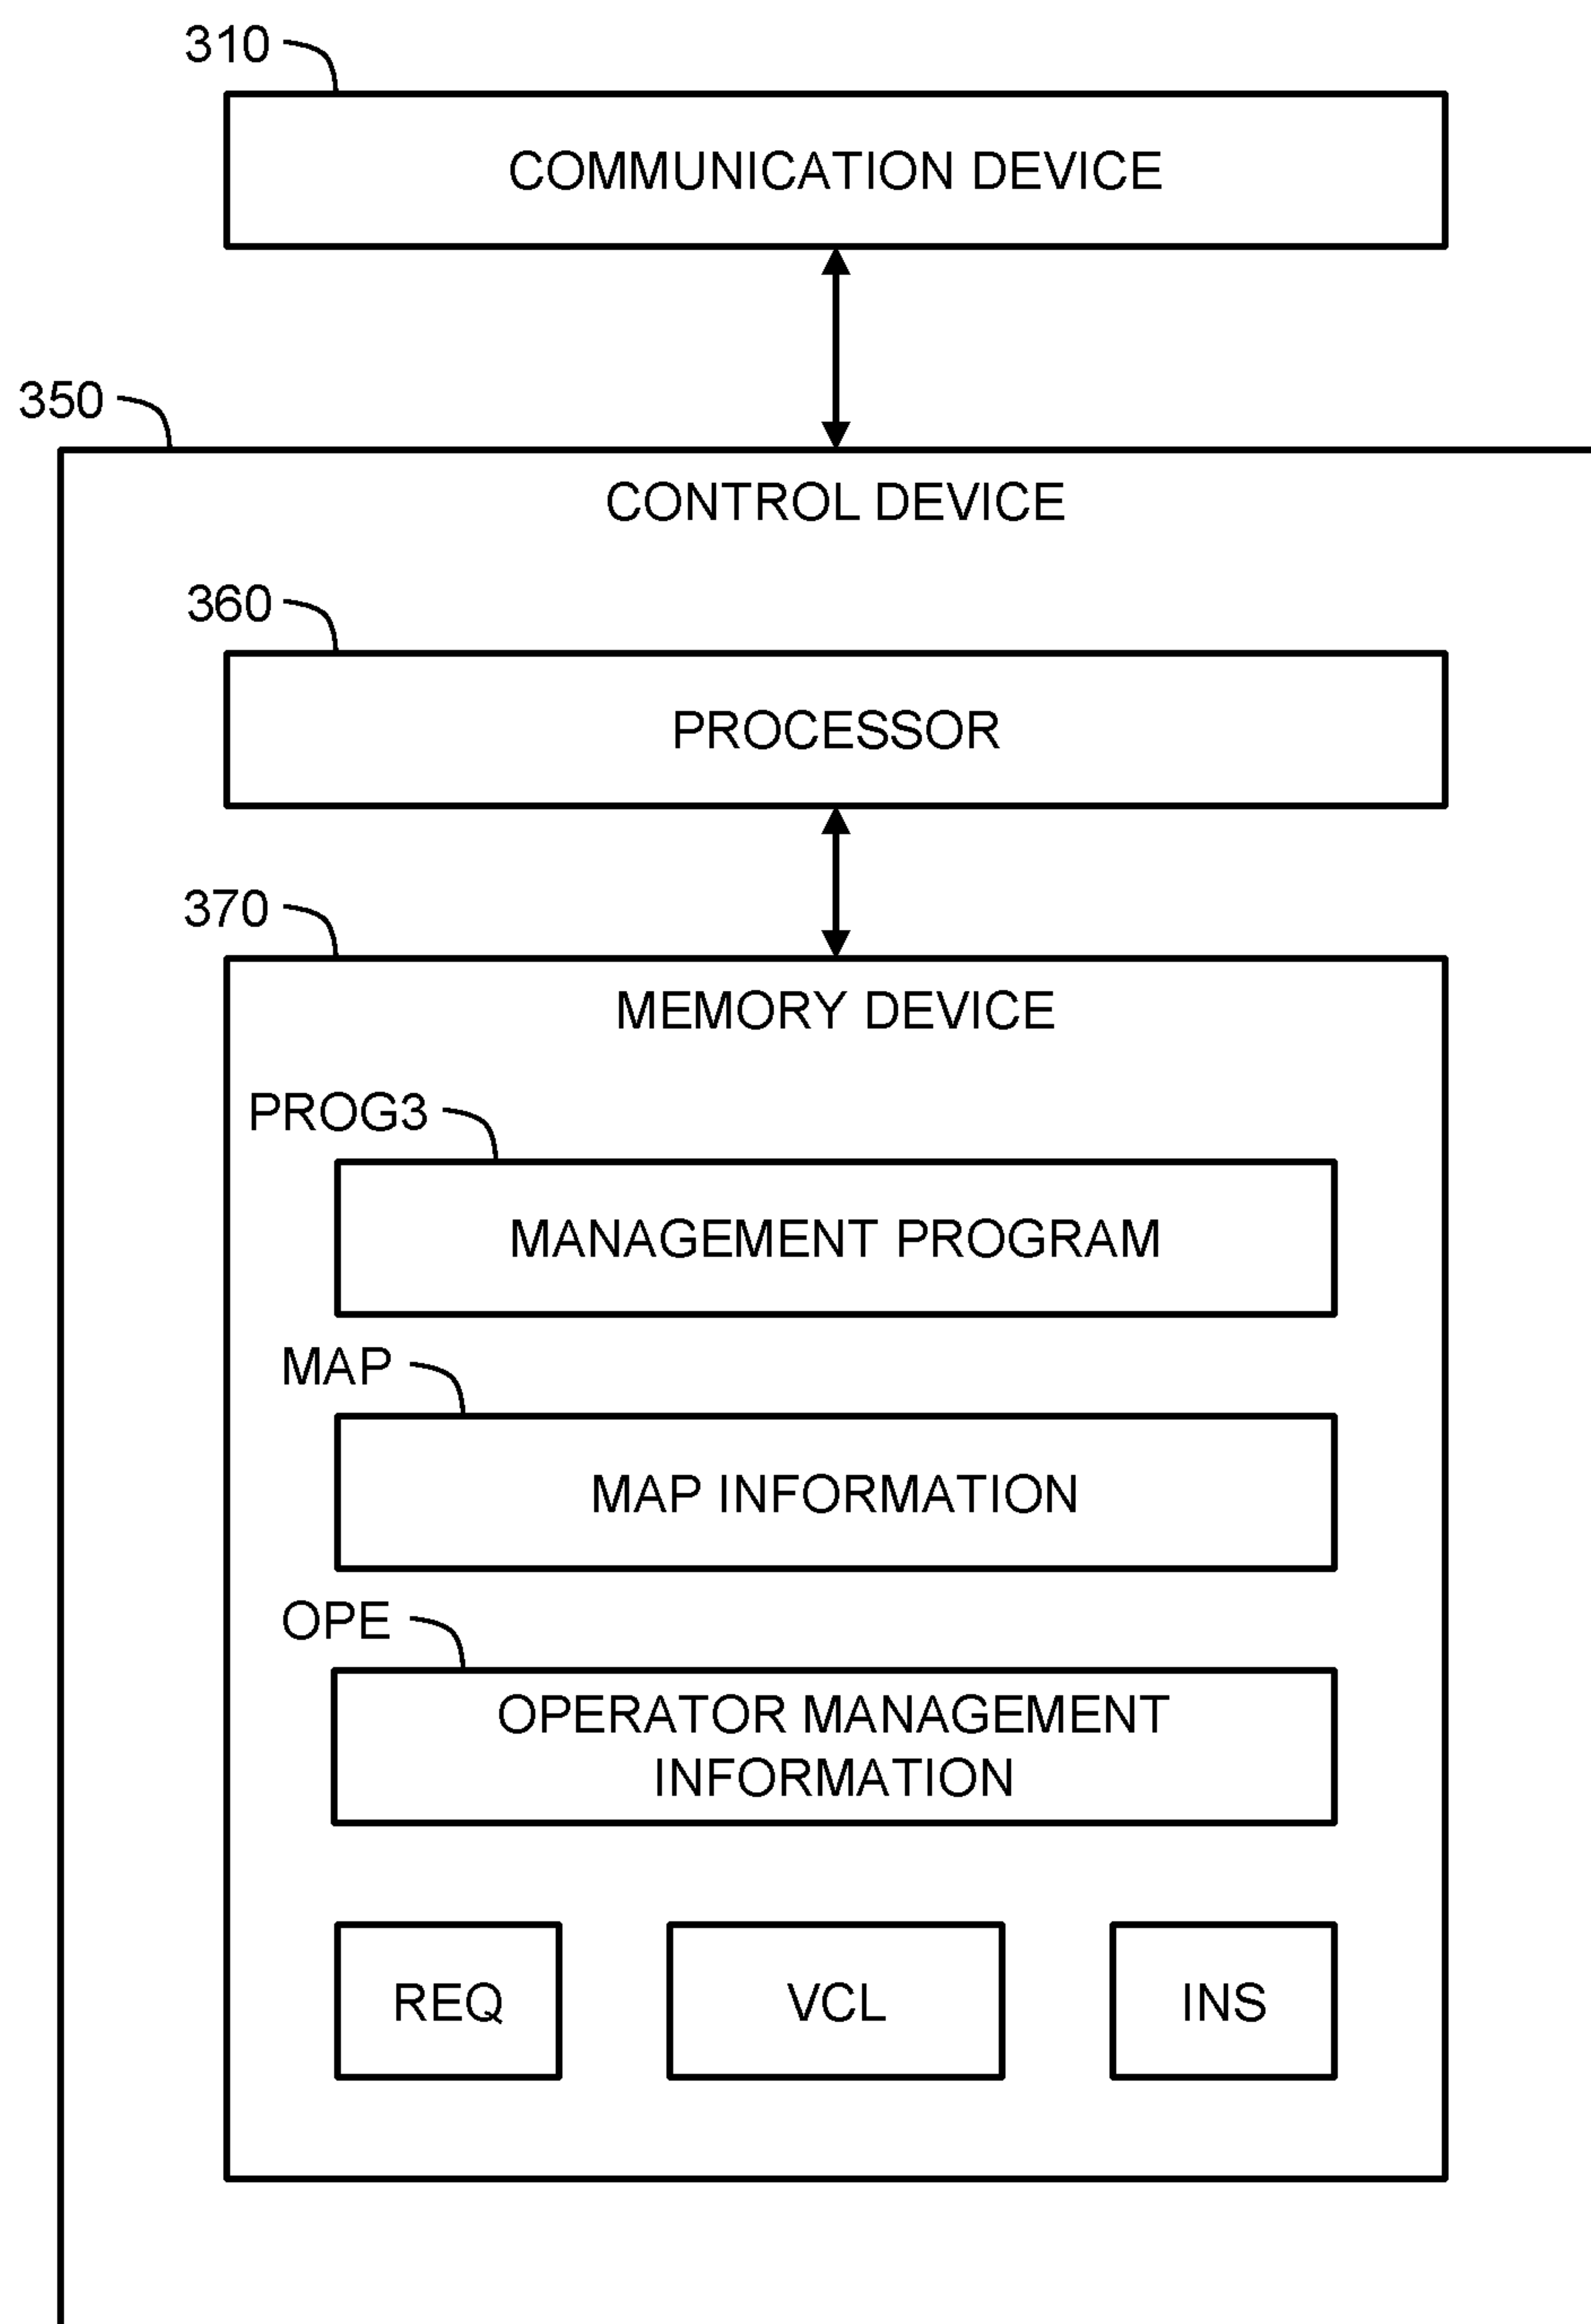 310
COMMUNICATION DEVICE
350
CONTROL DEVICE
360
PROCESSOR
370
MEMORY DEVICE
PROG3
MANAGEMENT PROGRAM
MAP
MAP INFORMATION
OPE
OPERATOR MANAGEMENT
INFORMATION
REQ
VCL
INS